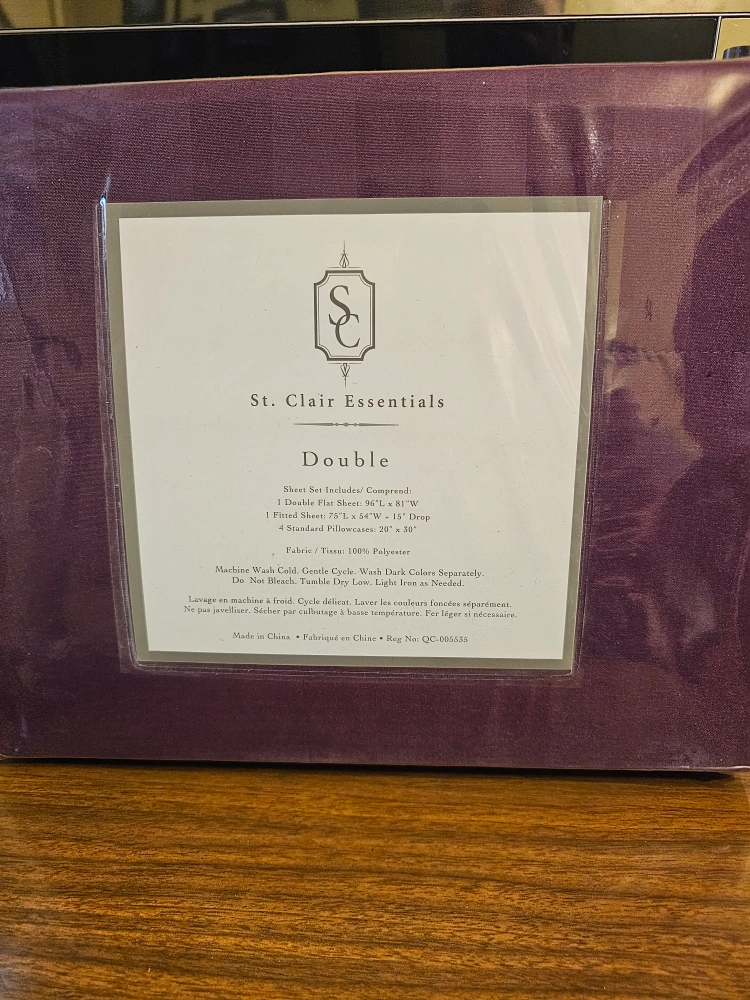 SC
St. Clair Essentials
Double
Sheet Set Includes/ Comprend:
1 Double Flat Sheet: 96"L x 81"W
1 Fitted Sheet: 75"L x 54"W + 15" Drop
4 Standard Pillowcases: 20" x 30"
Fabric / Tissu: 100% Polyester
Machine Wash Cold. Gentle Cycle. Wash Dark Colors Separately.
Do Not Bleach. Tumble Dry Low. Light Iron as Needed.
Lavage en machine à froid. Cycle délicat. Laver les couleurs foncées séparément.
Ne pas javelliser. Sécher par culbutage à basse température. Fer léger si nécessaire.
Made in China • Fabriqué en Chine • Reg No: QC-005535